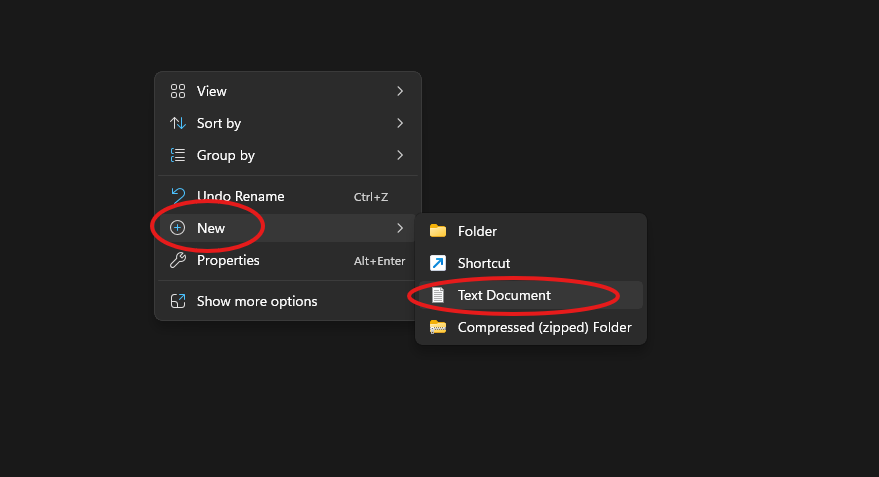 View
Sort by
Group by
Undo Rename Ctrl+Z
New
Properties Alt+Enter
Show more options
Folder
Shortcut
Text Document
Compressed (zipped) Folder